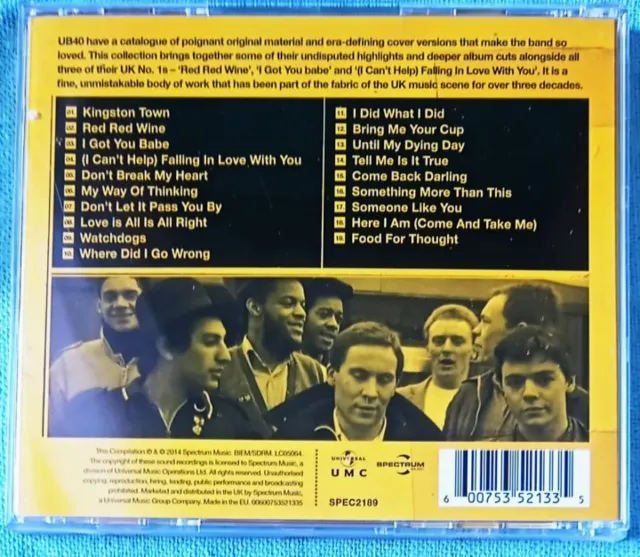 UB40 have a catalogue of poignant original material and era-defining cover versions that make the band so
loved. This collection brings together some of their undisputed highlights and deeper album cuts alongside all
three of their UK No. 1s – 'Red Red Wine', 'I Got You babe' and '(I Can't Help) Falling In Love With You'. It is a
fine, unmistakable body of work that has been part of the fabric of the UK music scene for over three decades.
01. Kingston Town
02. Red Red Wine
03. I Got You Babe
04. (I Can't Help) Falling In Love With You
05. Don't Break My Heart
06. My Way Of Thinking
07. Don't Let It Pass You By
08. Love is All Is All Right
09. Watchdogs
10. Where Did I Go Wrong
11. I Did What I Did
12. Bring Me Your Cup
13. Until My Dying Day
14. Tell Me Is It True
15. Come Back Darling
16. Something More Than This
17. Someone Like You
18. Here I Am (Come And Take Me)
19. Food For Thought
This Compilation ℗ & © 2014 Spectrum Music. BIEM/SDRM. LC05064.
The copyright of these sound recordings is licensed to Spectrum Music, a
division of Universal Music Operations Ltd. All rights reserved. Unauthorised
copying, reproduction, hiring, lending, public performance and broadcasting
prohibited. Marketed and distributed in the UK by Spectrum Music,
a Universal Music Group Company. Made in the EU. 00600753521335
UNIVERSAL
UMC
SPECTRUM
MUSIC
SPEC2189
6 00753 52133 5